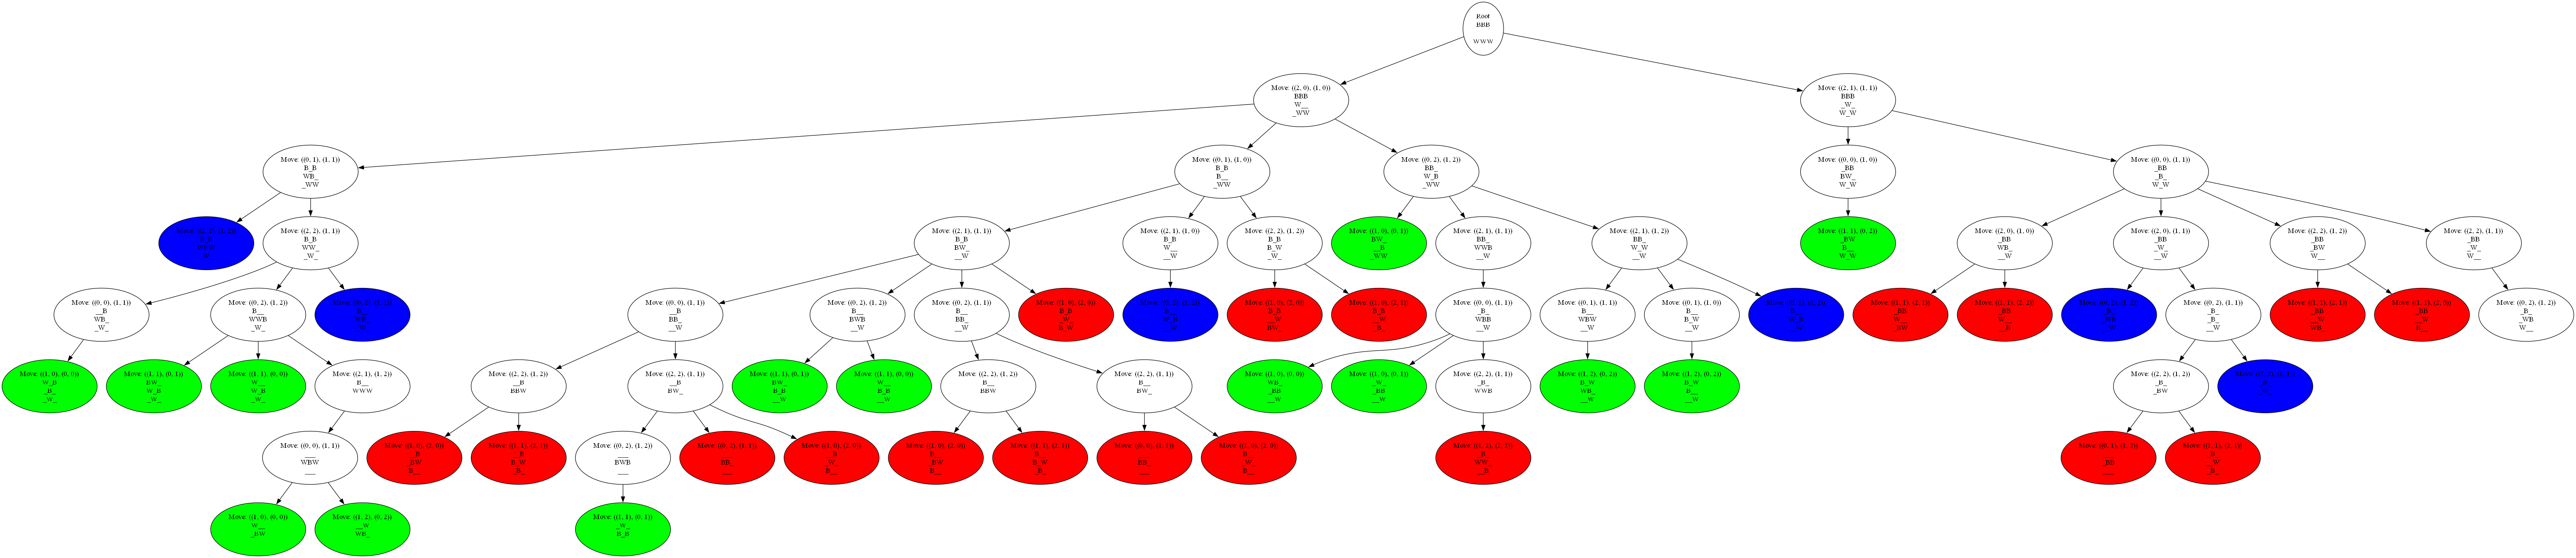 Root
BBB
WWW
Move: ((2, 0), (1, 0))
BBB
W__
_WW
Move: ((2, 1), (1, 1))
BBB
_W_
W_W
Move: ((0, 1), (1, 1))
B_B
WB_
_WW
Move: ((0, 1), (1, 0))
B_B
B__
_WW
Move: ((0, 2), (1, 2))
BB_
W_B
_WW
Move: ((0, 0), (1, 0))
_BB
BW_
W_W
Move: ((0, 0), (1, 1))
_BB
_B_
W_W
Move: ((2, 2), (1, 1))
B_B
WW_
_W_
Move: ((2, 1), (1, 1))
B_B
BW_
__W
Move: ((2, 1), (1, 0))
B_B
W__
__W
Move: ((2, 2), (1, 2))
B_B
B_W
_W_
Move: ((1, 0), (0, 1))
BW_
__B
_WW
Move: ((2, 1), (1, 1))
BB_
WWB
__W
Move: ((2, 1), (1, 2))
BB_
W_W
__W
Move: ((1, 1), (0, 2))
_BW
B__
W_W
Move: ((2, 0), (1, 0))
_BB
WB_
__W
Move: ((2, 0), (1, 1))
_BB
_W_
__W
Move: ((2, 2), (1, 2))
_BB
_BW
W__
Move: ((2, 2), (1, 1))
_BB
_W_
W__
Move: ((0, 0), (1, 1))
__B
WB_
_W_
Move: ((0, 2), (1, 2))
B__
WWB
_W_
Move: ((0, 0), (1, 1))
__B
BB_
__W
Move: ((0, 2), (1, 2))
B__
BWB
__W
Move: ((0, 2), (1, 1))
B__
BB_
__W
Move: ((1, 0), (2, 0))
B_B
_W_
B_W
Move: ((1, 0), (2, 0))
B_B
__W
BW_
Move: ((1, 0), (2, 1))
B_B
__W
_B_
Move: ((0, 0), (1, 1))
_B_
WBB
__W
Move: ((0, 1), (1, 1))
B__
WBW
__W
Move: ((0, 1), (1, 0))
B__
B_W
__W
Move: ((1, 1), (2, 1))
_BB
W__
_BW
Move: ((1, 1), (2, 2))
_BB
W__
__B
Move: ((0, 2), (1, 1))
_B_
_B_
__W
Move: ((1, 1), (2, 1))
_BB
__W
WB_
Move: ((1, 1), (2, 0))
_BB
__W
B__
Move: ((0, 2), (1, 2))
_B_
_WB
W__
Move: ((1, 0), (0, 0))
W_B
_B_
_W_
Move: ((1, 1), (0, 1))
BW_
W_B
_W_
Move: ((1, 1), (0, 0))
W__
W_B
_W_
Move: ((2, 1), (1, 2))
B__
WWW
Move: ((2, 2), (1, 2))
__B
BBW
Move: ((2, 2), (1, 1))
__B
BW_
Move: ((1, 1), (0, 1))
BW_
B_B
__W
Move: ((1, 1), (0, 0))
W__
B_B
__W
Move: ((2, 2), (1, 2))
B__
BBW
Move: ((2, 2), (1, 1))
B__
BW_
Move: ((1, 0), (0, 0))
WB_
_BB
__W
Move: ((1, 0), (0, 1))
_W_
_BB
__W
Move: ((2, 2), (1, 1))
_B_
WWB
Move: ((1, 2), (0, 2))
B_W
WB_
__W
Move: ((1, 2), (0, 2))
B_W
B__
__W
Move: ((2, 2), (1, 2))
_B_
_BW
Move: ((0, 0), (1, 1))
___
WBW
___
Move: ((1, 0), (2, 0))
__B
_BW
B__
Move: ((1, 1), (2, 1))
__B
B_W
_B_
Move: ((0, 2), (1, 2))
___
BWB
___
Move: ((0, 2), (1, 1))
___
BB_
___
Move: ((1, 0), (2, 0))
__B
_W_
B__
Move: ((1, 0), (2, 0))
B__
_BW
B__
Move: ((1, 1), (2, 1))
B__
B_W
_B_
Move: ((0, 0), (1, 1))
___
BB_
___
Move: ((1, 0), (2, 0))
B__
_W_
B__
Move: ((1, 2), (2, 2))
_B_
WW_
__B
Move: ((0, 1), (1, 2))
___
_BB
___
Move: ((1, 1), (2, 1))
_B_
__W
_B_
Move: ((1, 0), (0, 0))
W__
_BW
Move: ((1, 2), (0, 2))
__W
WB_
Move: ((1, 1), (0, 1))
_W_
B_B